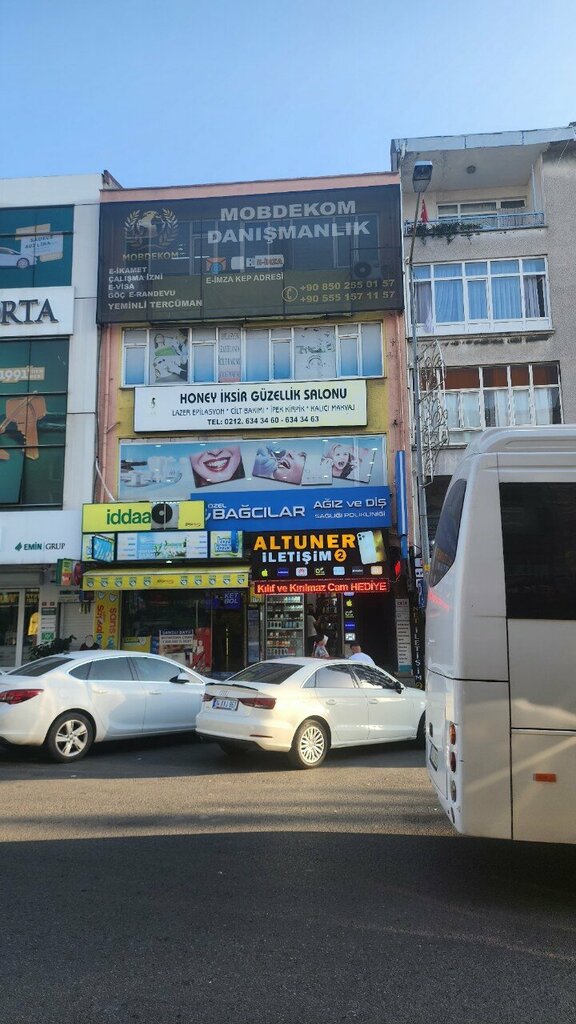 MOBDEKOM
DANIŞMANLIK
MOBDEKOM
E-İKAMET
ÇALIŞMA İZNİ
E-VİSA
GÖÇ E-RANDEVU
YEMİNLİ TERCÜMAN
E-İMZA KEP ADRESİ
+90 850 255 01 57
+90 555 157 11 57
RTA
1991
HONEY İKSİR GÜZELLİK SALONU
LAZER EPİLASYON * CİLT BAKIMI * İPEK KİRPİK * KALICI MAKYAJ
TEL: 0212. 634 34 60 - 634 34 63
iddaa
ÖZEL
BAĞCILAR
AĞIZ ve DİŞ
SAĞLIĞI POLİKLİNİĞİ
EMİN GRUP
ALTUNER
İLETİŞİM 2
Kılıf ve Kırılmaz Cam HEDİYE